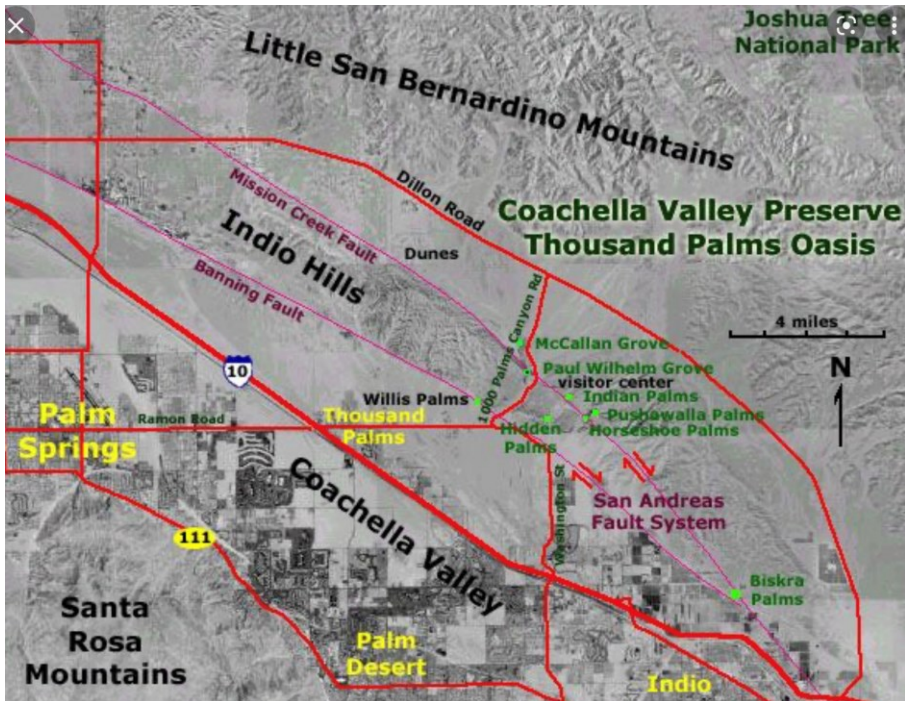 Joshua Tree
National Park
Little San Bernardino Mountains
Dillon Road
Mission Creek Fault
Coachella Valley Preserve
Thousand Palms Oasis
Indio Hills
Dunes
Banning Fault
1000 Palms Canyon Rd
4 miles
N
McCallan Grove
Paul Wilhelm Grove
visitor center
10
Willis Palms
Indian Palms
Pushowalla Palms
Horseshoe Palms
Hidden
Palms
Palm
Springs
Ramon Road
Thousand
Palms
Coachella Valley
Washington St
San Andreas
Fault System
111
Biskra
Palms
Santa
Rosa
Mountains
Palm
Desert
Indio